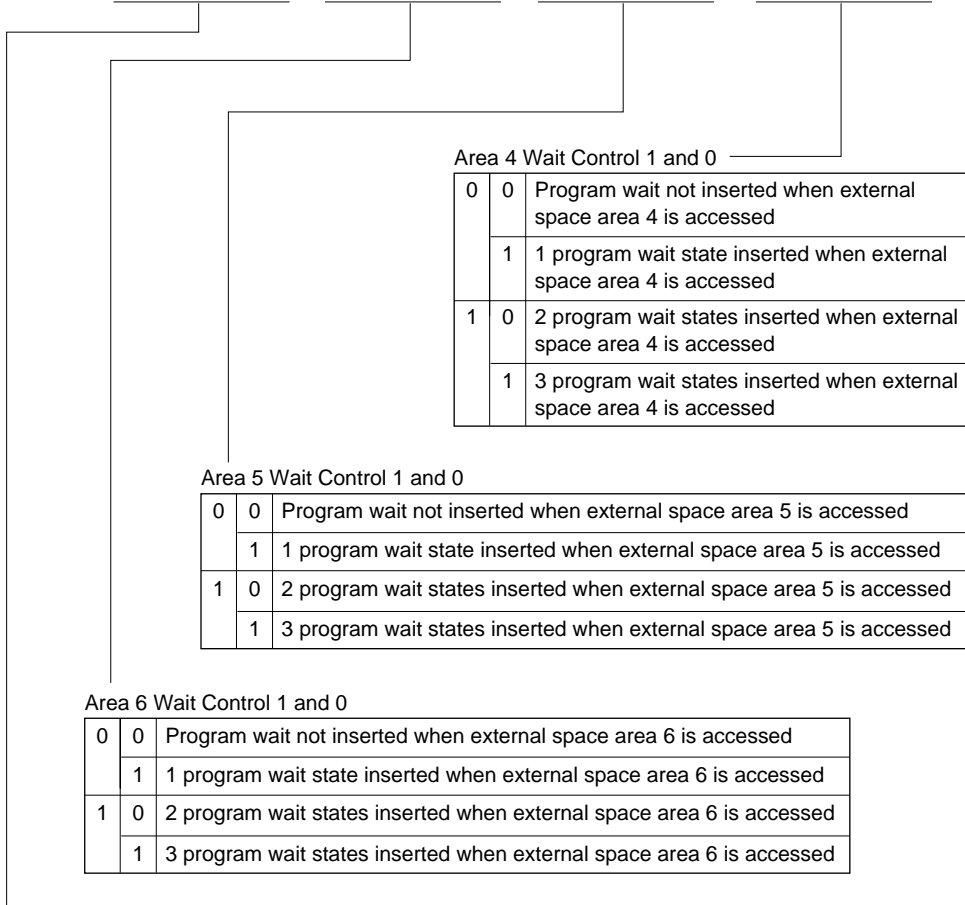 Area 4 Wait Control 1 and 0
0 0 Program wait not inserted when external
space area 4 is accessed
1 1 program wait state inserted when external
space area 4 is accessed
1 0 2 program wait states inserted when external
space area 4 is accessed
1 3 program wait states inserted when external
space area 4 is accessed
Area 5 Wait Control 1 and 0
0 0 Program wait not inserted when external space area 5 is accessed
1 1 program wait state inserted when external space area 5 is accessed
1 0 2 program wait states inserted when external space area 5 is accessed
1 3 program wait states inserted when external space area 5 is accessed
Area 6 Wait Control 1 and 0
0 0 Program wait not inserted when external space area 6 is accessed
1 1 program wait state inserted when external space area 6 is accessed
1 0 2 program wait states inserted when external space area 6 is accessed
1 3 program wait states inserted when external space area 6 is accessed